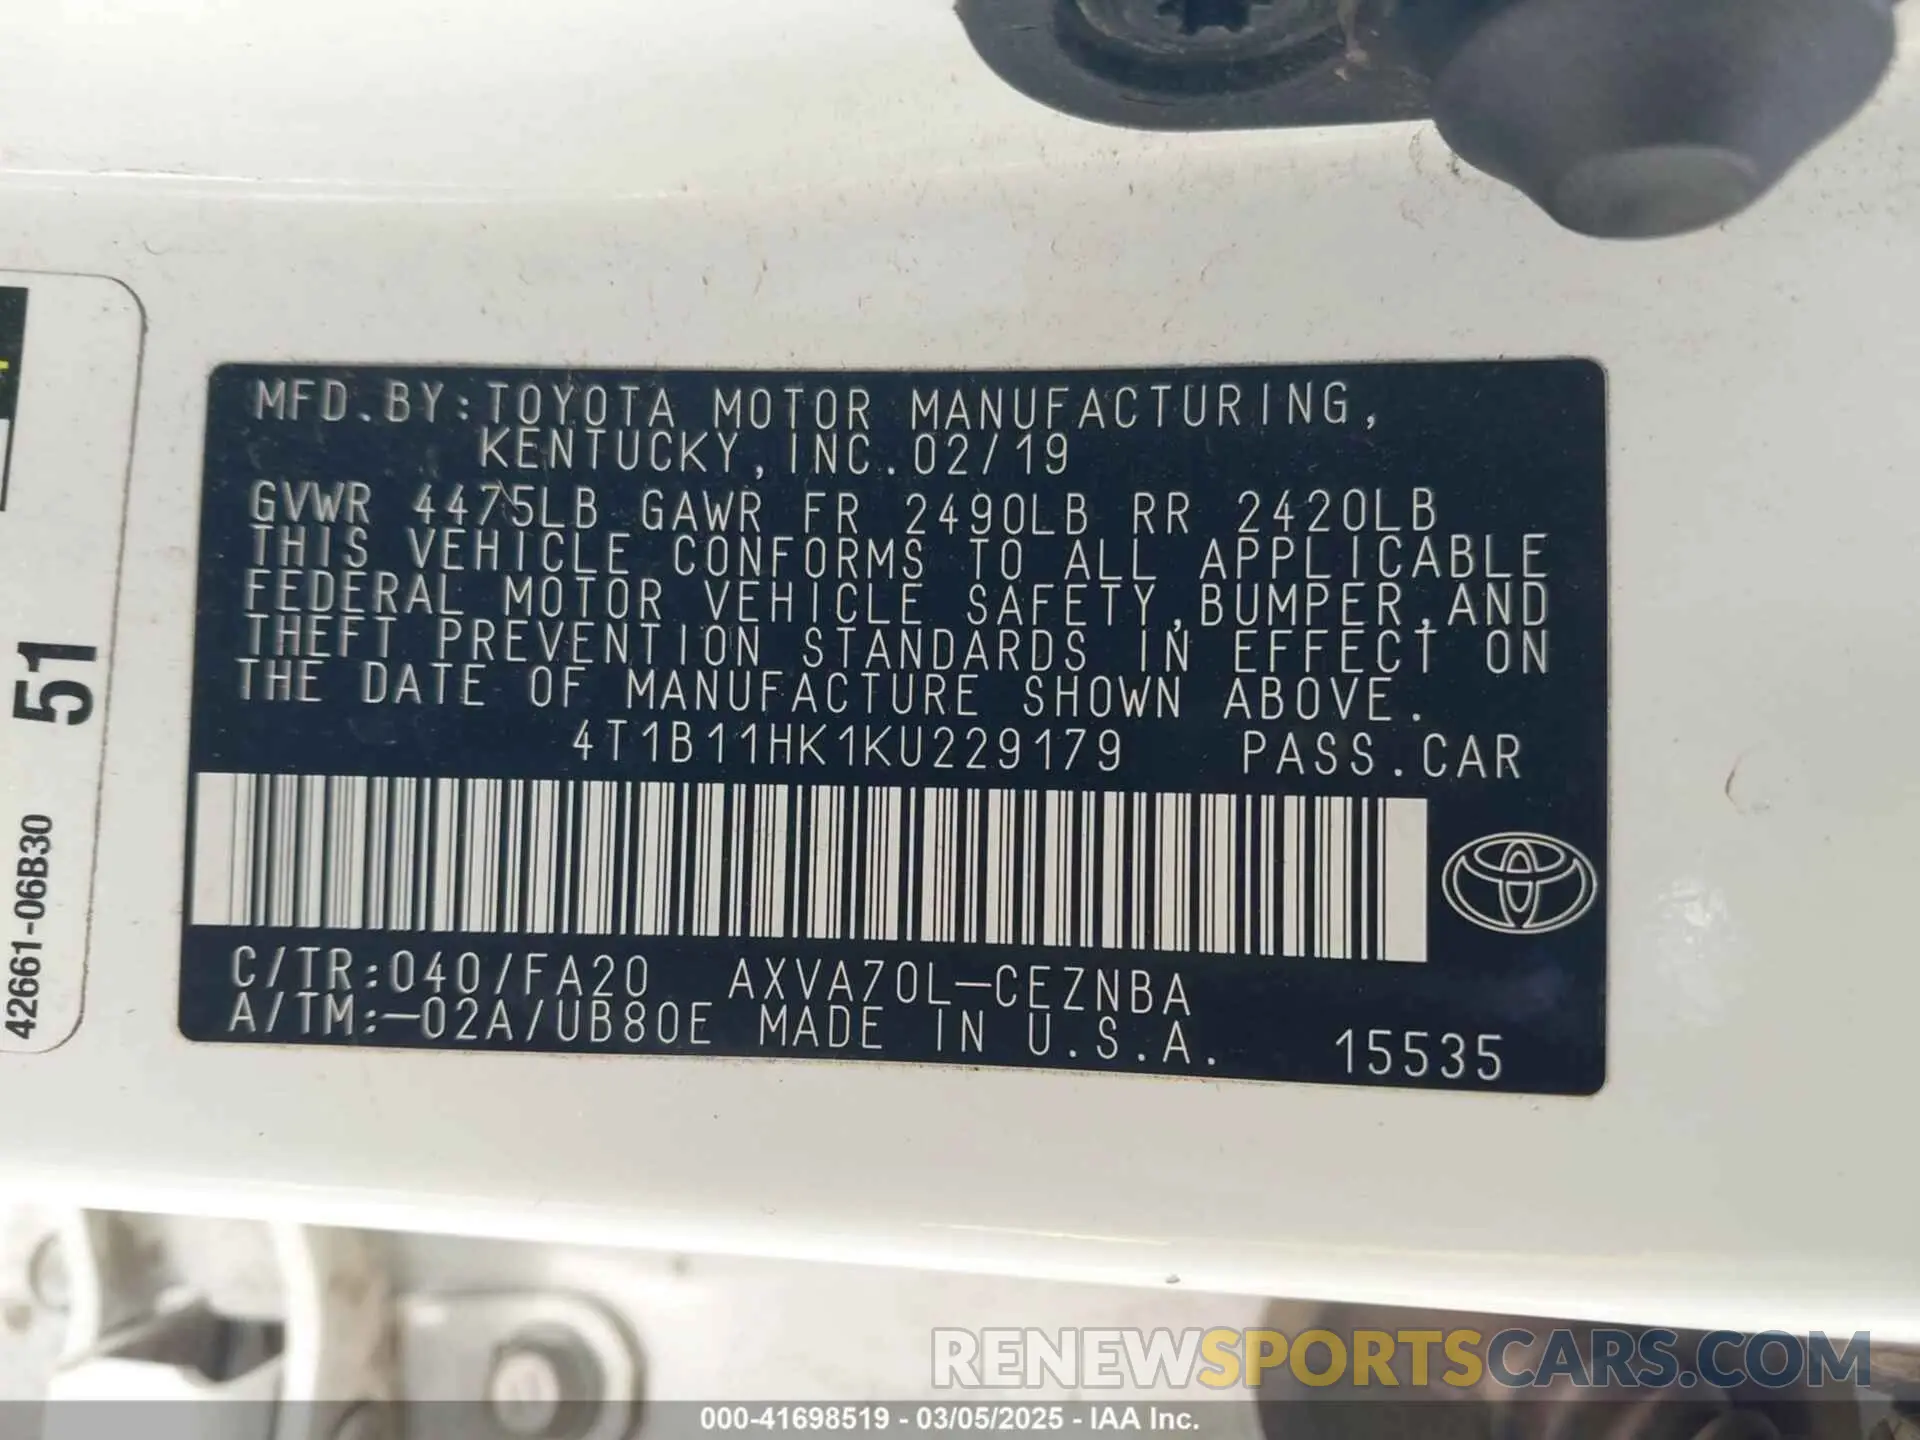 MFD.BY:TOYOTA MOTOR MANUFACTURING,
KENTUCKY,INC.02/19
GVWR 4475LB GAWR FR 2490LB RR 2420LB
THIS VEHICLE CONFORMS TO ALL APPLICABLE
FEDERAL MOTOR VEHICLE SAFETY,BUMPER,AND
THEFT PREVENTION STANDARDS IN EFFECT ON
THE DATE OF MANUFACTURE SHOWN ABOVE.
4T1B11HK1KU229179 PASS.CAR
C/TR:040/FA20 AXVA70L-CEZNBA
A/TM:-02A/UB80E MADE IN U.S.A. 15535
51
42661-06B30
RENEWSPORTSCARS.COM
000-41698519 - 03/05/2025 - IAA Inc.